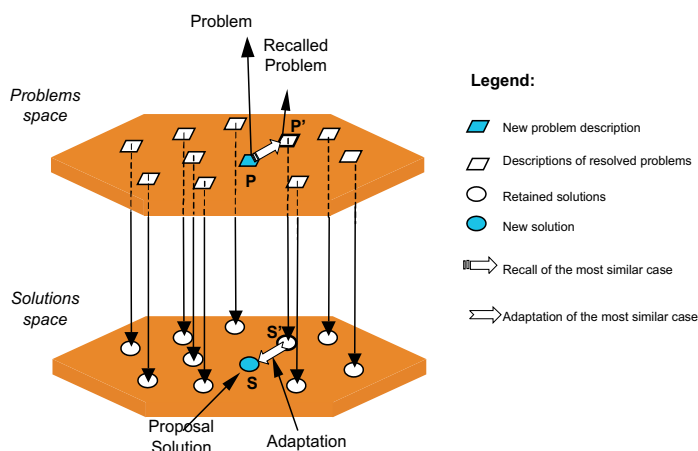 Problem
Recalled
Problem
Problems
space
P'
P
Solutions
space
S'
S
Proposal
Solution
Adaptation
Legend:
New problem description
Descriptions of resolved problems
Retained solutions
New solution
Recall of the most similar case
Adaptation of the most similar case